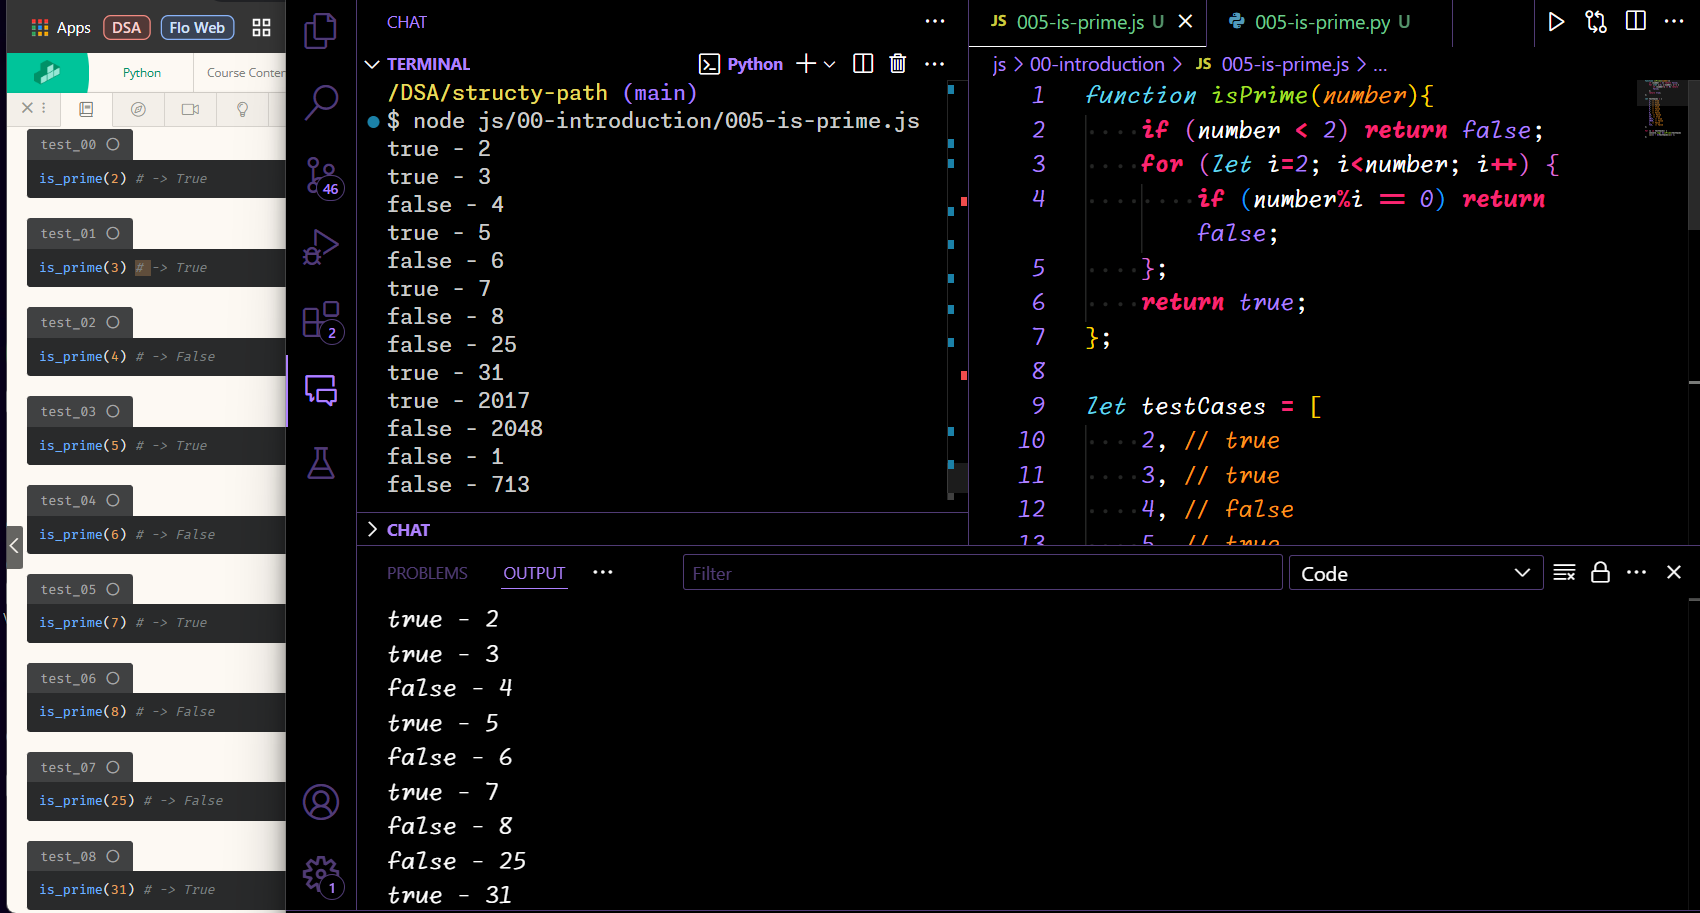 Apps DSA Flo Web
Python Course Conten
test_00
is_prime(2) # -> True
test_01
is_prime(3) # -> True
test_02
is_prime(4) # -> False
test_03
is_prime(5) # -> True
test_04
is_prime(6) # -> False
test_05
is_prime(7) # -> True
test_06
is_prime(8) # -> False
test_07
is_prime(25) # -> False
test_08
is_prime(31) # -> True
46
2
1
CHAT
TERMINAL Python
/DSA/structy-path (main)
$ node js/00-introduction/005-is-prime.js
true - 2
true - 3
false - 4
true - 5
false - 6
true - 7
false - 8
false - 25
true - 31
true - 2017
false - 2048
false - 1
false - 713
CHAT
JS 005-is-prime.js U 005-is-prime.py U
js > 00-introduction > JS 005-is-prime.js > ...
1 function isPrime(number){
2 if (number < 2) return false;
3 for (let i=2; i<number; i++) {
4 if (number%i == 0) return
false;
5 };
6 return true;
7 };
8
9 let testCases = [
10 2, // true
11 3, // true
12 4, // false
13 5, // true
PROBLEMS OUTPUT Filter Code
true - 2
true - 3
false - 4
true - 5
false - 6
true - 7
false - 8
false - 25
true - 31